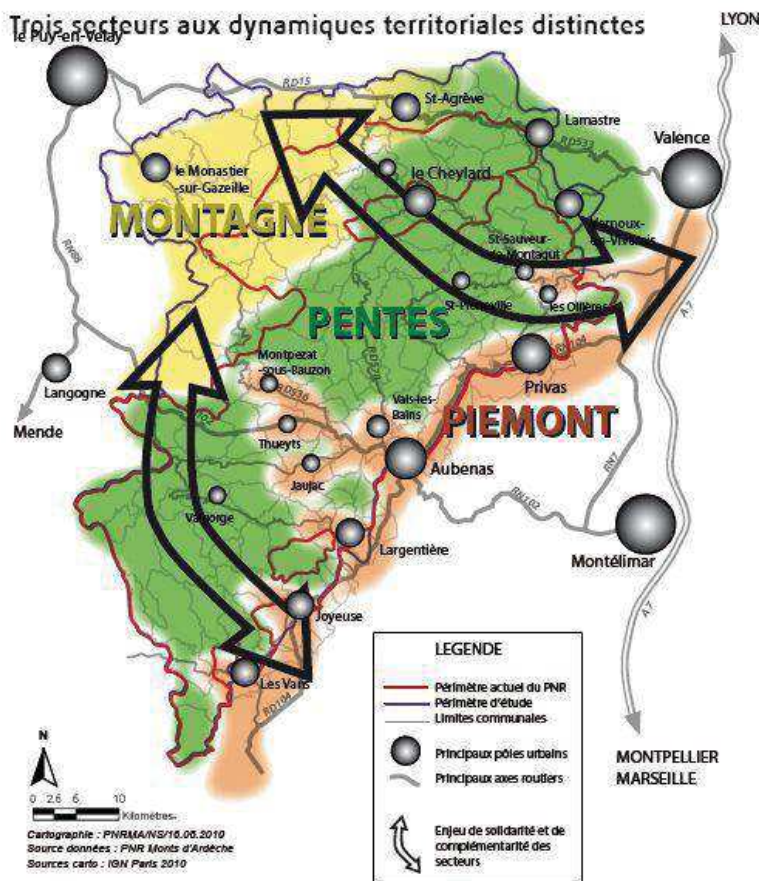 Trois secteurs aux dynamiques territoriales distinctes
LYON
le Puy-en-Velay
RD15
St-Agrève
Lamastre
RD533
Valence
le Monastier
-sur-Gazeille
le Cheylard
MONTAGNE
Vernoux-
en-Vivarais
St-Sauveur-
de-Montagut
RN88
St-Pierreville
les Ollières
A 7
PENTES
Montpezat
-sous-Bauzon
RD104
Langogne
Privas
RD536
Vals-les-
Bains
PIEMONT
Mende
Thueyts
Aubenas
Jaujac
RN7
Valgorge
RN102
Largentière
Montélimar
A 7
Joyeuse
LEGENDE
Les Vans
Périmètre actuel du PNR
Périmètre d'étude
Limites communales
RD104
N
Principaux pôles urbains
Principaux axes routiers
MONTPELLIER
MARSEILLE
0 2.5 5 10
Kilomètres
Enjeu de solidarité et de
complémentarité des
secteurs
Cartographie : PNRMA/NS/16.06.2010
Source données : PNR Monts d'Ardèche
Sources carto : IGN Paris 2010